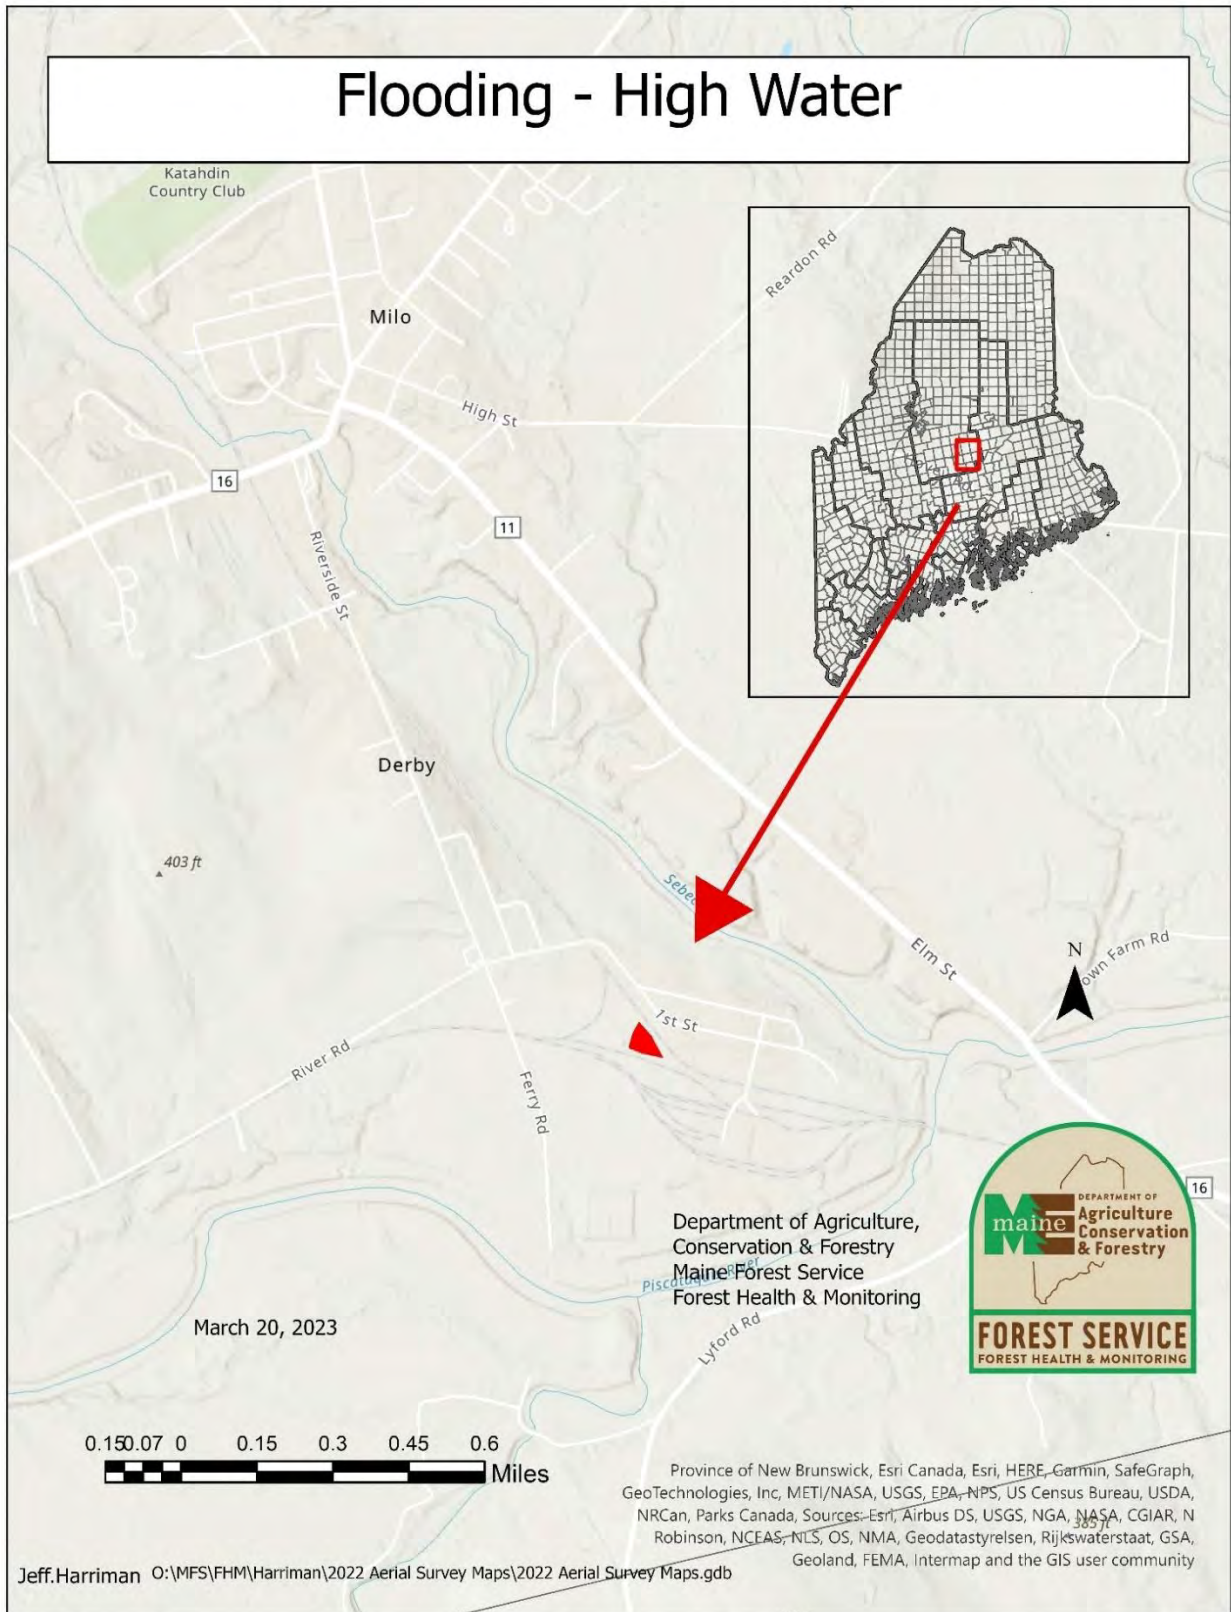 Flooding - High Water
Katahdin
Country Club
Reardon Rd
Milo
High St
16
11
Riverside St
Derby
403 ft
Elm St
N
own Farm Rd
1st St
River Rd
Ferry Rd
16
DEPARTMENT OF
maine
Agriculture
Conservation
& Forestry
FOREST SERVICE
FOREST HEALTH & MONITORING
Department of Agriculture,
Conservation & Forestry
Maine Forest Service
Forest Health & Monitoring
Piscataquis River
Lyford Rd
March 20, 2023
0.15 0.07 0 0.15 0.3 0.45 0.6
Miles
Province of New Brunswick, Esri Canada, Esri, HERE, Garmin, SafeGraph,
GeoTechnologies, Inc, METI/NASA, USGS, EPA, NPS, US Census Bureau, USDA,
NRCan, Parks Canada, Sources: Esri, Airbus DS, USGS, NGA, NASA, CGIAR, N
Robinson, NCEAS, NLS, OS, NMA, Geodatastyrelsen, Rijkswaterstaat, GSA,
Geoland, FEMA, Intermap and the GIS user community
385 ft
Jeff.Harriman O:\MFS\FHM\Harriman\2022 Aerial Survey Maps\2022 Aerial Survey Maps.gdb